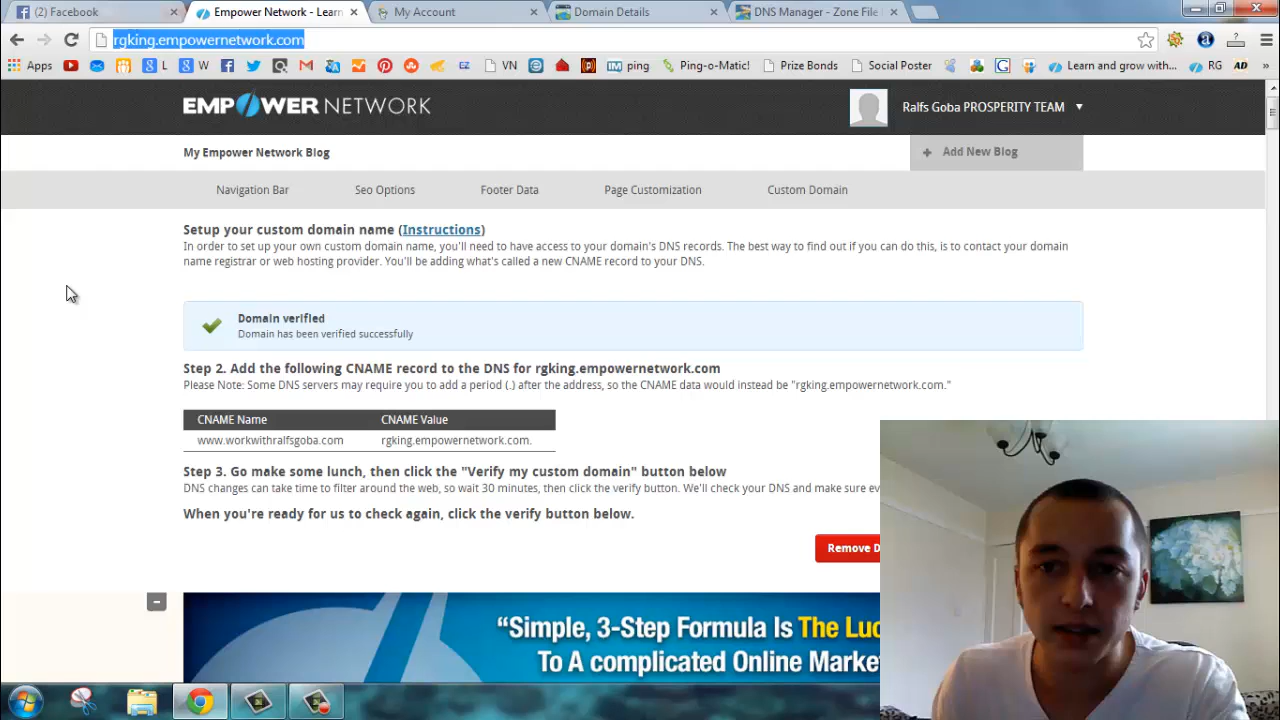 (2) Facebook
Empower Network - Learn
My Account
Domain Details
DNS Manager - Zone File
rgking.empowernetwork.com
Apps
L
W
VN
ping
Ping-o-Matic!
Prize Bonds
Social Poster
Learn and grow with...
RG
AD
»
EMPOWER NETWORK
Ralfs Goba PROSPERITY TEAM
My Empower Network Blog
+ Add New Blog
Navigation Bar
Seo Options
Footer Data
Page Customization
Custom Domain
Setup your custom domain name (Instructions)
In order to set up your own custom domain name, you'll need to have access to your domain's DNS records. The best way to find out if you can do this, is to contact your domain
name registrar or web hosting provider. You'll be adding what's called a new CNAME record to your DNS.
Domain verified
Domain has been verified successfully
Step 2. Add the following CNAME record to the DNS for rgking.empowernetwork.com
Please Note: Some DNS servers may require you to add a period (.) after the address, so the CNAME data would instead be "rgking.empowernetwork.com."
CNAME Name CNAME Value
www.workwithralfsgoba.com rgking.empowernetwork.com.
Step 3. Go make some lunch, then click the "Verify my custom domain" button below
DNS changes can take time to filter around the web, so wait 30 minutes, then click the verify button. We'll check your DNS and make sure ev
When you're ready for us to check again, click the verify button below.
Remove D
“Simple, 3-Step Formula Is The Luc
To A complicated Online Marke